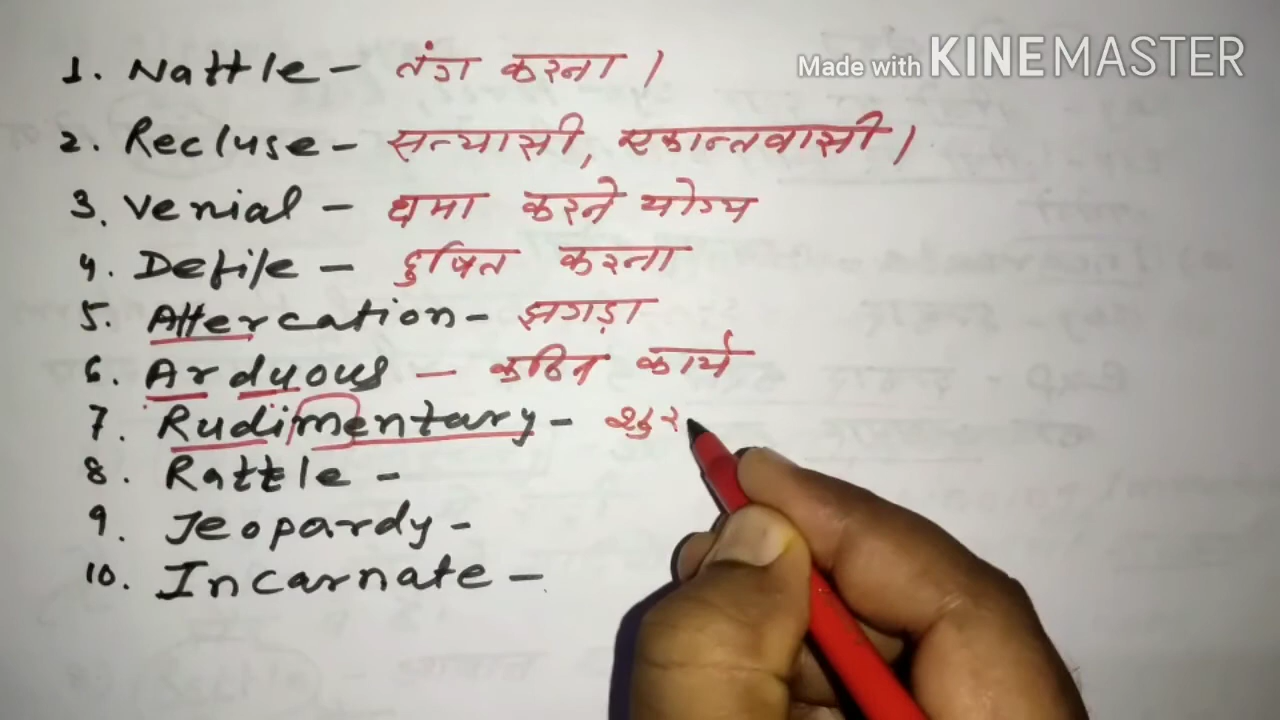 Made with KINEMASTER
1. Nattle - तंग करना ।
2. Recluse - सन्यासी, एकान्तवासी ।
3. Venial - क्षमा करने योग्य
4. Defile - दुषित करना
5. Attercation - झगड़ा
6. Arduous - कठिन कार्य
7. Rudimentary - शुर
8. Rattle -
9. Jeopardy -
10. Incarnate -